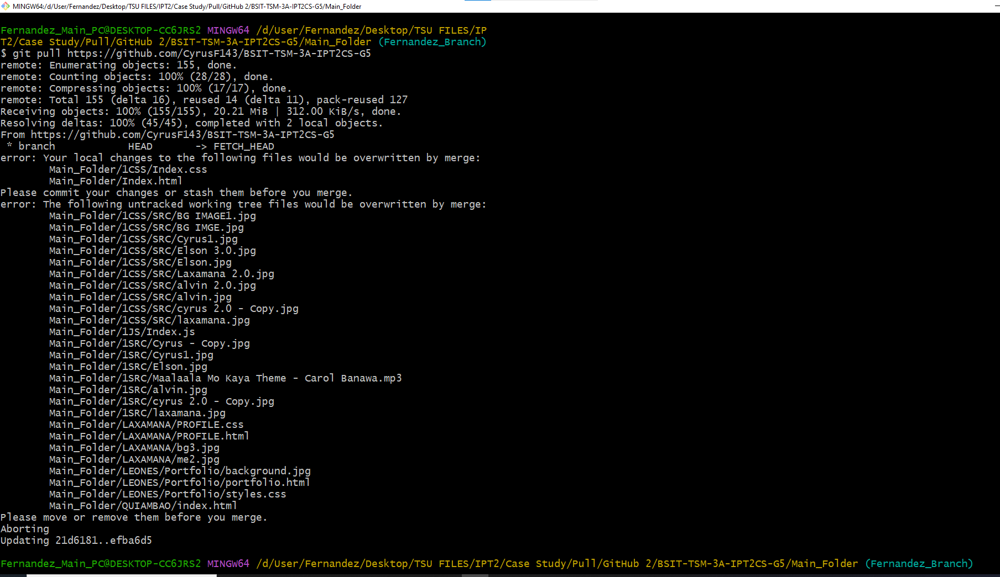 MINGW64:/d/User/Fernandez/Desktop/TSU FILES/IPT2/Case Study/Pull/GitHub 2/BSIT-TSM-3A-IPT2CS-G5/Main_Folder
Fernandez_Main_PC@DESKTOP-CC6JRS2 MINGW64 /d/User/Fernandez/Desktop/TSU FILES/IP
T2/Case Study/Pull/GitHub 2/BSIT-TSM-3A-IPT2CS-G5/Main_Folder (Fernandez_Branch)
$ git pull https://github.com/CyrusF143/BSIT-TSM-3A-IPT2CS-G5
remote: Enumerating objects: 155, done.
remote: Counting objects: 100% (28/28), done.
remote: Compressing objects: 100% (17/17), done.
remote: Total 155 (delta 16), reused 14 (delta 11), pack-reused 127
Receiving objects: 100% (155/155), 20.21 MiB | 312.00 KiB/s, done.
Resolving deltas: 100% (45/45), completed with 2 local objects.
From https://github.com/CyrusF143/BSIT-TSM-3A-IPT2CS-G5
 * branch            HEAD       -> FETCH_HEAD
error: Your local changes to the following files would be overwritten by merge:
        Main_Folder/1CSS/Index.css
        Main_Folder/Index.html
Please commit your changes or stash them before you merge.
error: The following untracked working tree files would be overwritten by merge:
        Main_Folder/1CSS/SRC/BG IMAGE1.jpg
        Main_Folder/1CSS/SRC/BG IMGE.jpg
        Main_Folder/1CSS/SRC/Cyrus1.jpg
        Main_Folder/1CSS/SRC/Elson 3.0.jpg
        Main_Folder/1CSS/SRC/Elson.jpg
        Main_Folder/1CSS/SRC/Laxamana 2.0.jpg
        Main_Folder/1CSS/SRC/alvin 2.0.jpg
        Main_Folder/1CSS/SRC/alvin.jpg
        Main_Folder/1CSS/SRC/cyrus 2.0 - Copy.jpg
        Main_Folder/1CSS/SRC/laxamana.jpg
        Main_Folder/1JS/Index.js
        Main_Folder/1SRC/Cyrus - Copy.jpg
        Main_Folder/1SRC/Cyrus1.jpg
        Main_Folder/1SRC/Elson.jpg
        Main_Folder/1SRC/Maalaala Mo Kaya Theme - Carol Banawa.mp3
        Main_Folder/1SRC/alvin.jpg
        Main_Folder/1SRC/cyrus 2.0 - Copy.jpg
        Main_Folder/1SRC/laxamana.jpg
        Main_Folder/LAXAMANA/PROFILE.css
        Main_Folder/LAXAMANA/PROFILE.html
        Main_Folder/LAXAMANA/bg3.jpg
        Main_Folder/LAXAMANA/me2.jpg
        Main_Folder/LEONES/Portfolio/background.jpg
        Main_Folder/LEONES/Portfolio/portfolio.html
        Main_Folder/LEONES/Portfolio/styles.css
        Main_Folder/QUIAMBAO/index.html
Please move or remove them before you merge.
Aborting
Updating 21d6181..efba6d5
Fernandez_Main_PC@DESKTOP-CC6JRS2 MINGW64 /d/User/Fernandez/Desktop/TSU FILES/IPT2/Case Study/Pull/GitHub 2/BSIT-TSM-3A-IPT2CS-G5/Main_Folder (Fernandez_Branch)